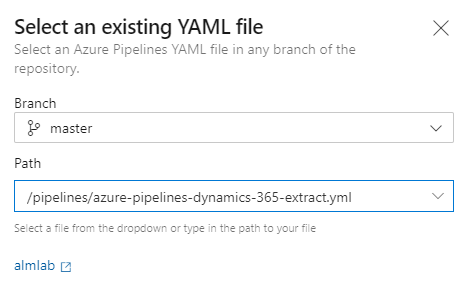 Select an existing YAML file
Select an Azure Pipelines YAML file in any branch of the
repository.
Branch
master
Path
/pipelines/azure-pipelines-dynamics-365-extract.yml
Select a file from the dropdown or type in the path to your file
almlab